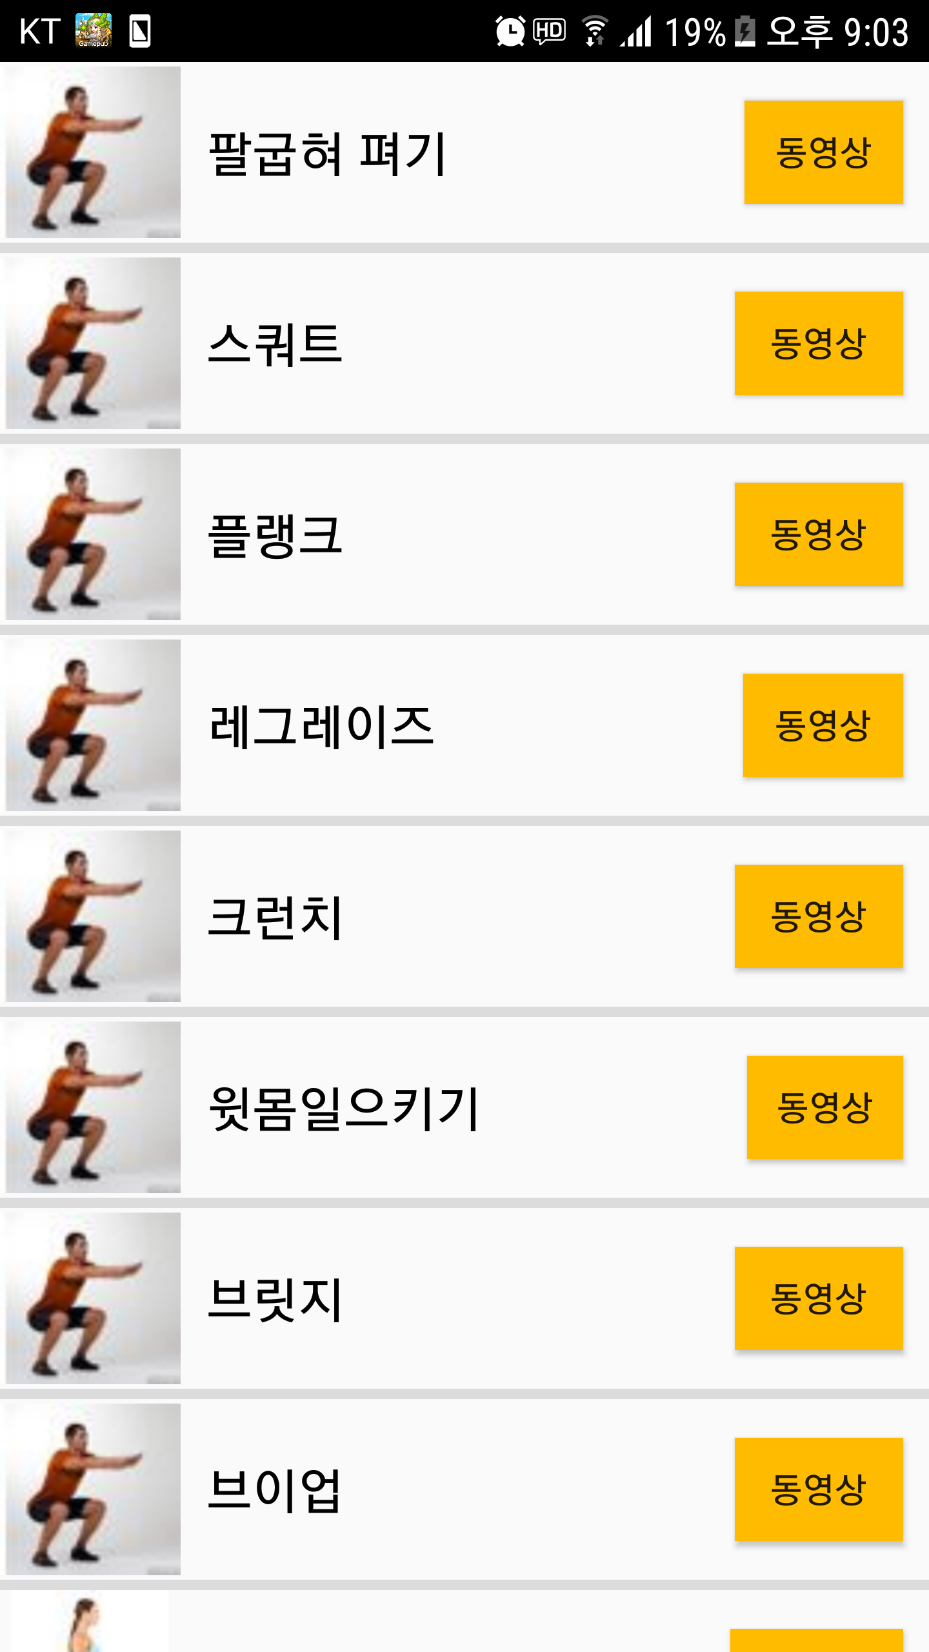 KT HD 19% 오후 9:03
팔굽혀 펴기 동영상
스쿼트 동영상
플랭크 동영상
레그레이즈 동영상
크런치 동영상
윗몸일으키기 동영상
브릿지 동영상
브이업 동영상